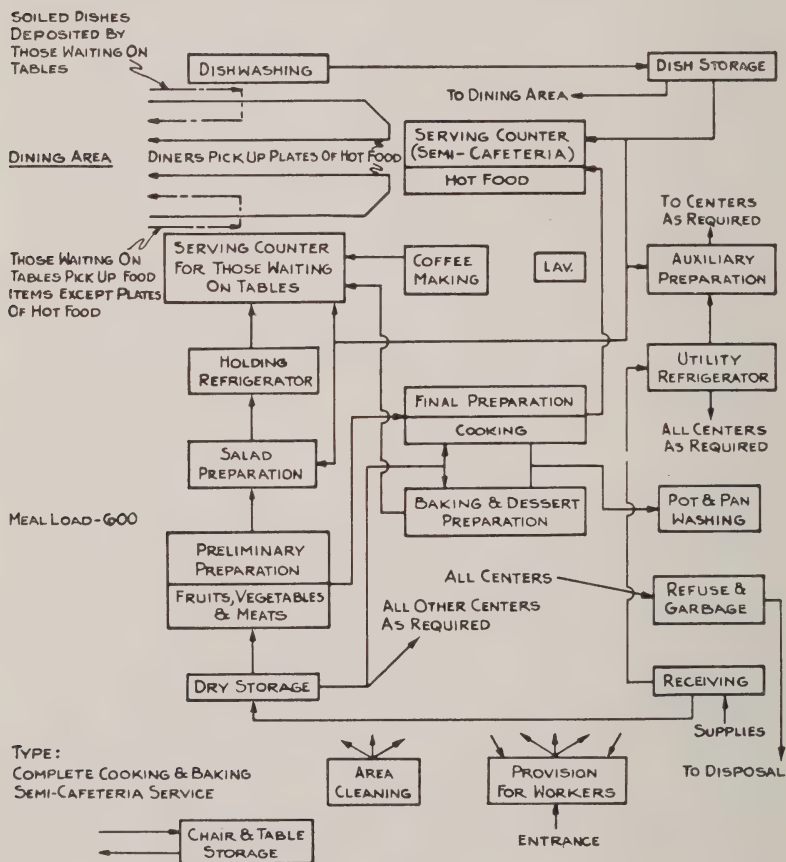 SOILED DISHES
DEPOSITED BY
THOSE WAITING ON
TABLES
DISHWASHING
DISH STORAGE
TO DINING AREA
SERVING COUNTER
(SEMI-CAFETERIA)
HOT FOOD
DINING AREA
DINERS PICK UP PLATES OF HOT FOOD
TO CENTERS
AS REQUIRED
THOSE WAITING ON
TABLES PICK UP FOOD
ITEMS EXCEPT PLATES
OF HOT FOOD
SERVING COUNTER
FOR THOSE WAITING
ON TABLES
COFFEE
MAKING
LAV.
AUXILIARY
PREPARATION
HOLDING
REFRIGERATOR
UTILITY
REFRIGERATOR
FINAL PREPARATION
COOKING
ALL CENTERS
AS REQUIRED
SALAD
PREPARATION
BAKING & DESSERT
PREPARATION
POT & PAN
WASHING
MEAL LOAD-600
PRELIMINARY
PREPARATION
FRUITS, VEGETABLES
& MEATS
ALL CENTERS
REFUSE &
GARBAGE
ALL OTHER CENTERS
AS REQUIRED
DRY STORAGE
RECEIVING
SUPPLIES
TYPE:
COMPLETE COOKING & BAKING
SEMI-CAFETERIA SERVICE
AREA
CLEANING
PROVISION
FOR WORKERS
TO DISPOSAL
ENTRANCE
CHAIR & TABLE
STORAGE